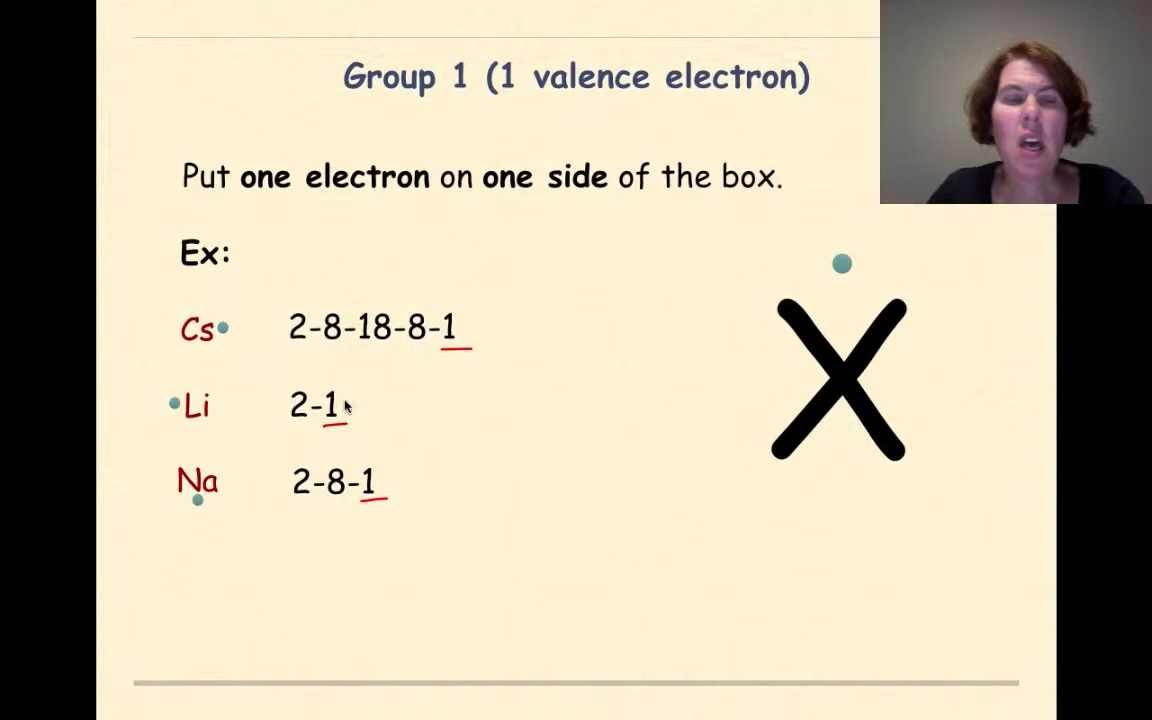 Group 1 (1 valence electron)
Put one electron on one side of the box.
Ex:
Cs 2-8-18-8-1
Li 2-1
Na 2-8-1
X